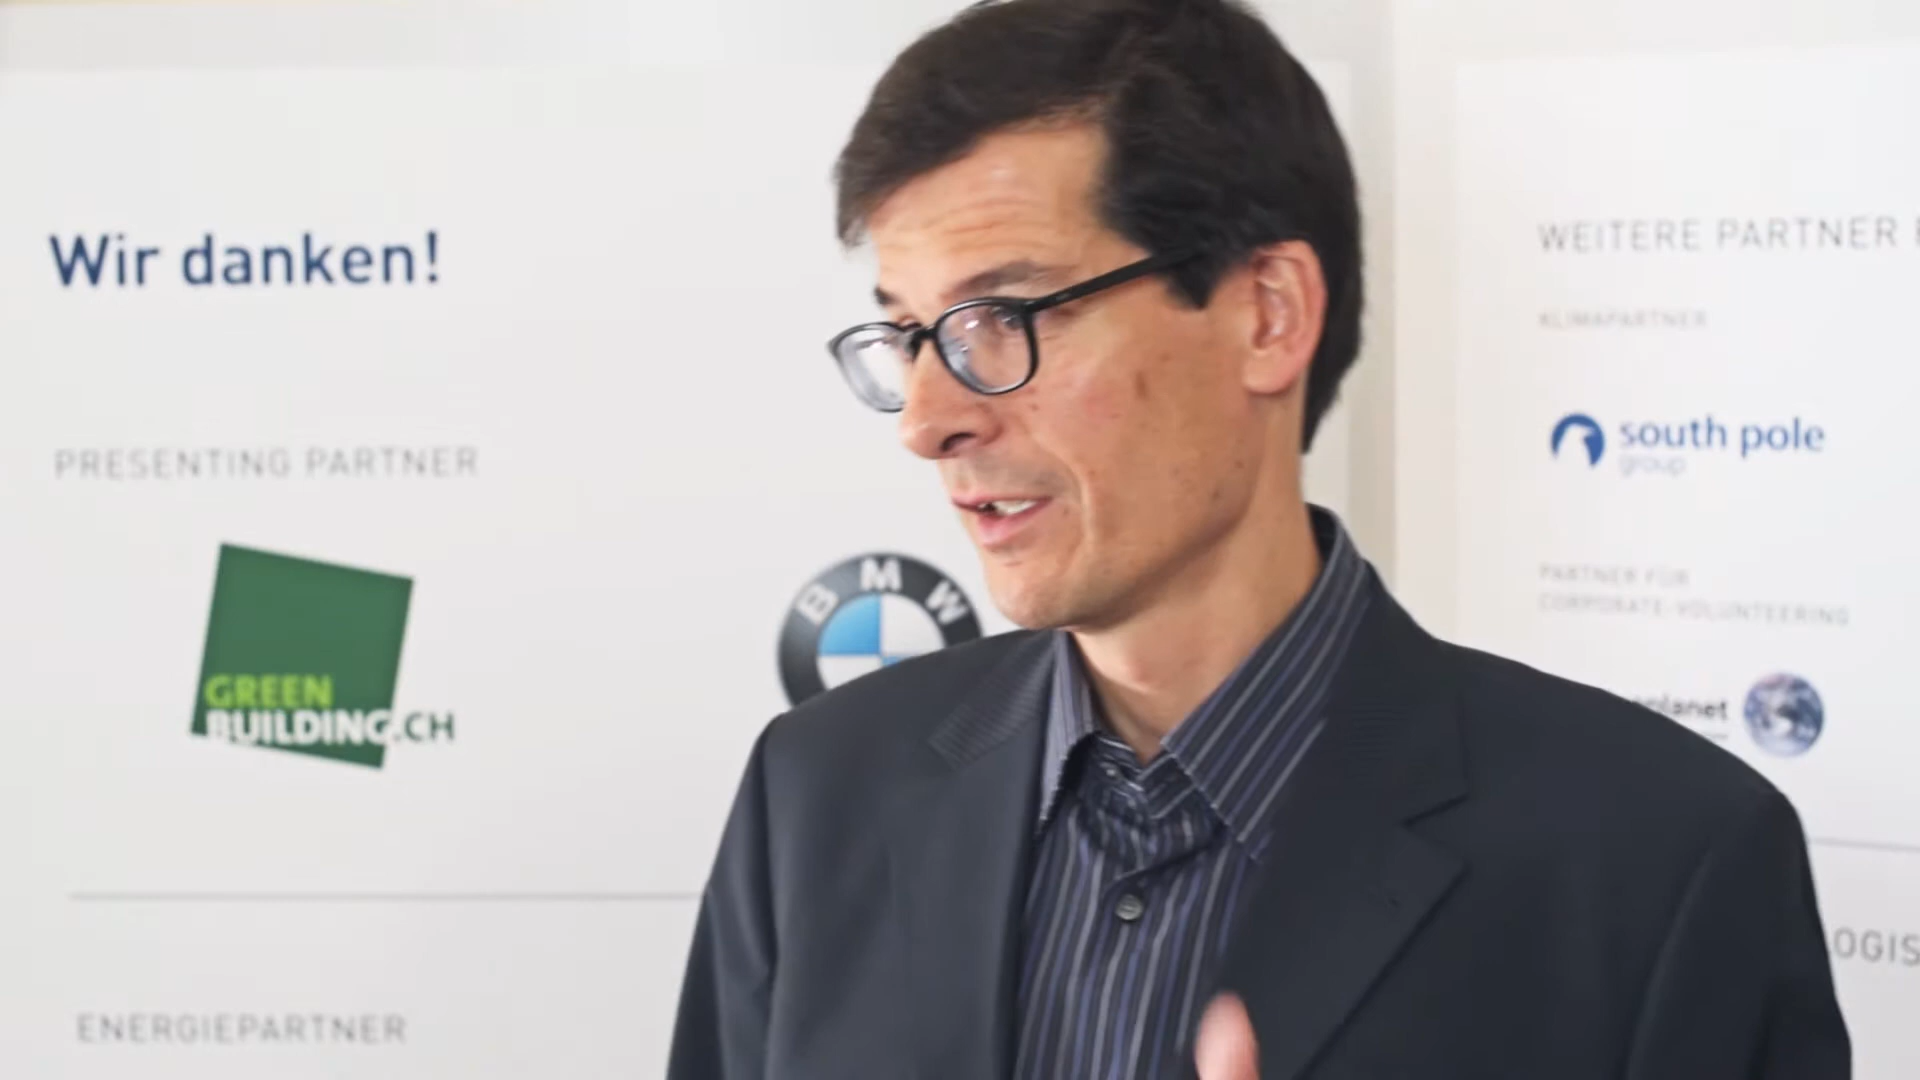 Wir danken!
PRESENTING PARTNER
GREEN
BUILDING.CH
BMW
ENERGIEPARTNER
WEITERE PARTNER
KLIMAPARTNER
south pole
group
PARTNER FÜR
CORPORATE-VOLUNTEERING